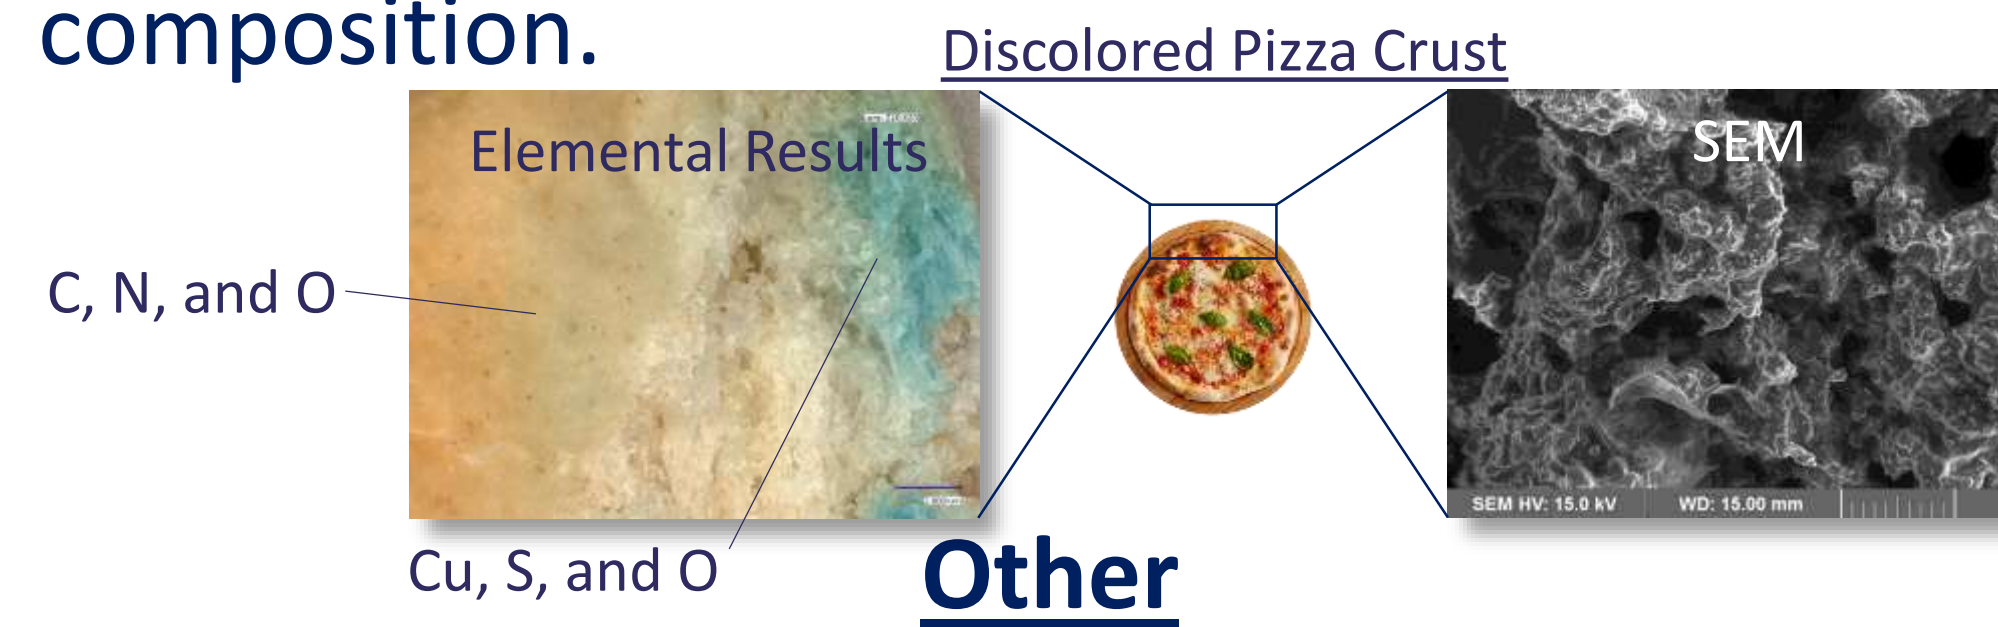 composition.
Discolored Pizza Crust
Elemental Results
SEM
C, N, and O
SEM HV: 15.0 kV
WD: 15.00 mm
Cu, S, and O
Other